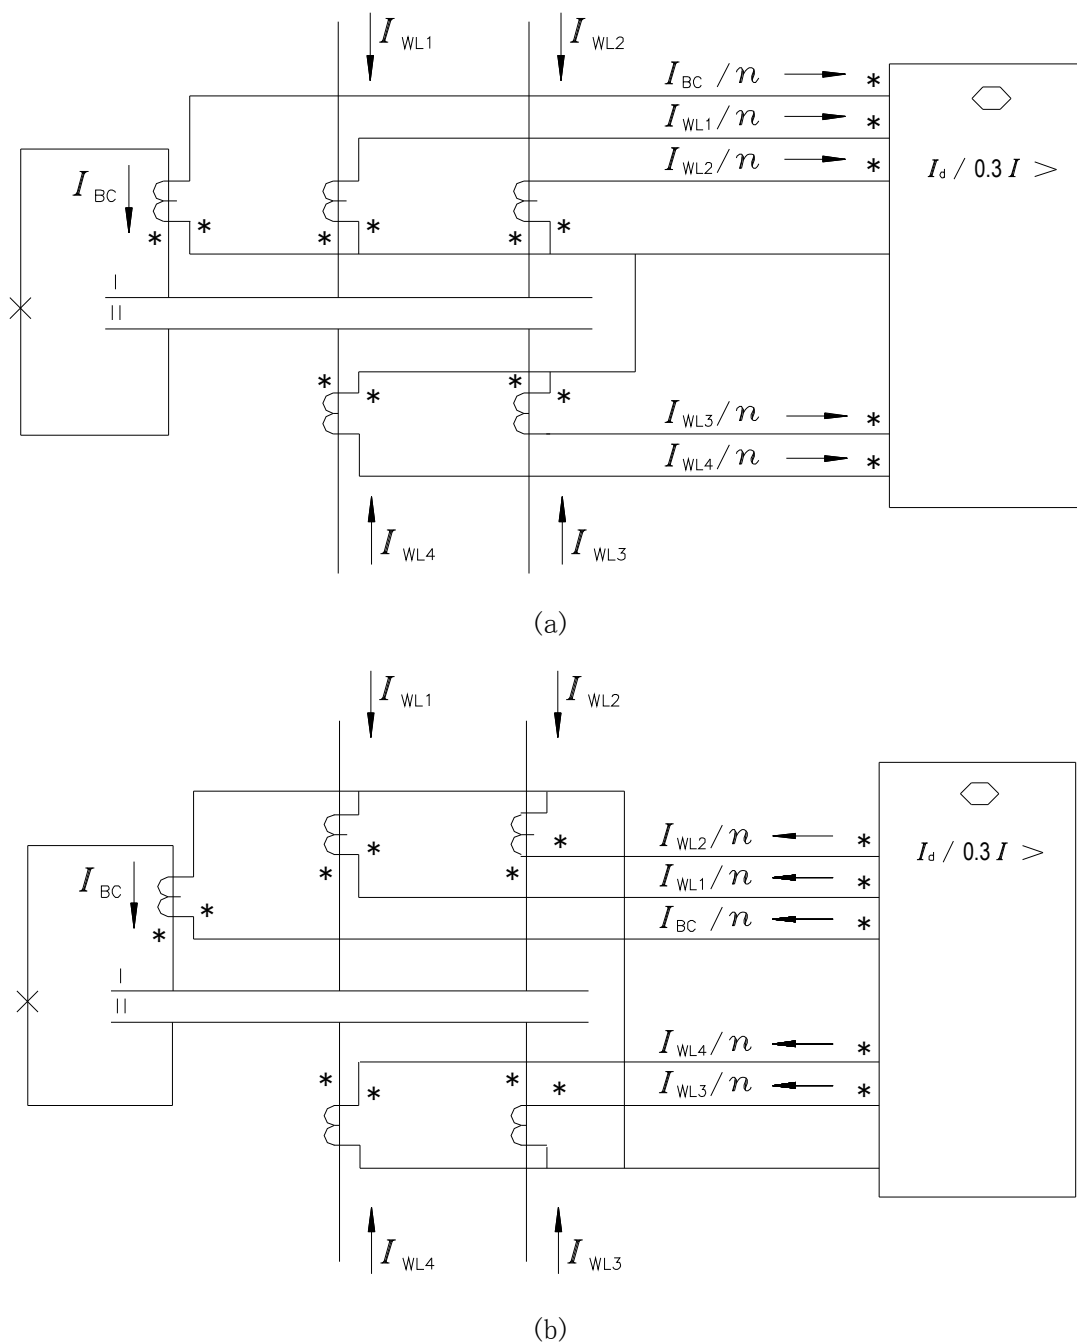 I WL1
I WL2
I BC / n *
I WL1 / n *
I WL2 / n *
I d / 0.3 I >
I BC
* * * * * *
I
II
* * * *
I WL3 / n *
I WL4 / n *
I WL4
I WL3
(a)
I WL1
I WL2
I WL2 / n *
I d / 0.3 I >
I WL1 / n *
I BC / n *
I BC
* * * * * *
I
II
I WL4 / n *
I WL3 / n *
* * * *
I WL4
I WL3
(b)